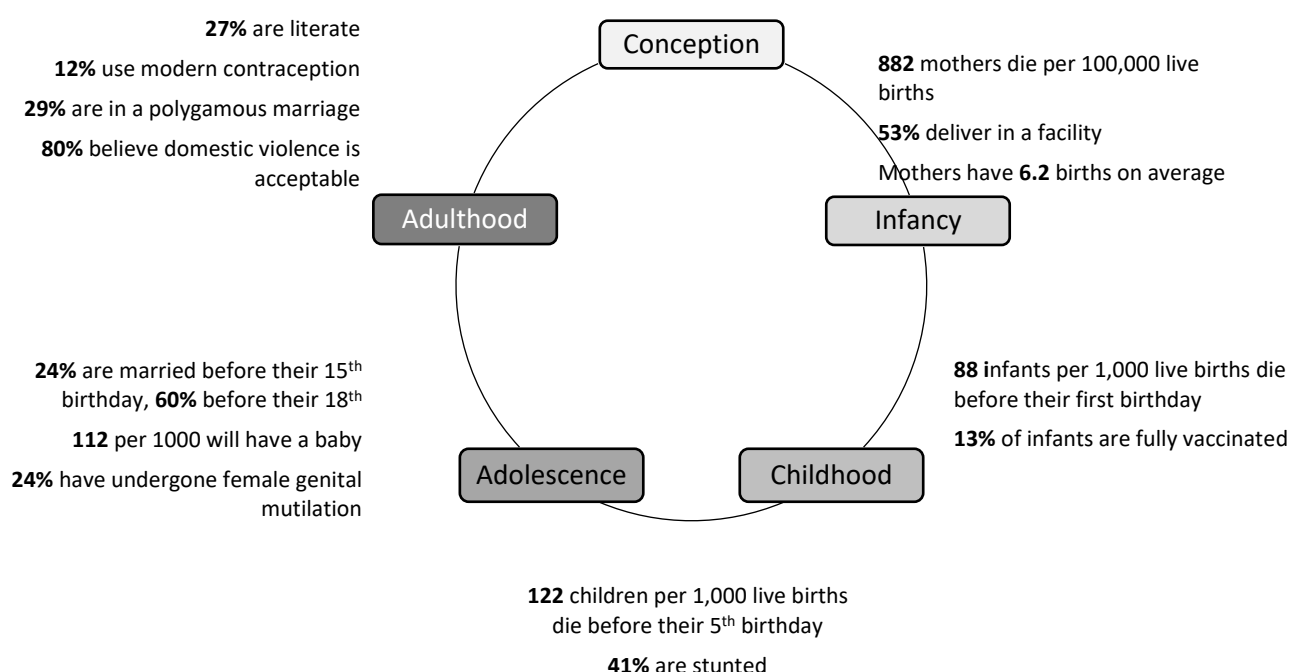 Conception
882 mothers die per 100,000 live
births
53% deliver in a facility
Mothers have 6.2 births on average
Infancy
88 infants per 1,000 live births die
before their first birthday
13% of infants are fully vaccinated
Childhood
122 children per 1,000 live births
die before their 5th birthday
41% are stunted
Adolescence
24% are married before their 15th
birthday, 60% before their 18th
112 per 1000 will have a baby
24% have undergone female genital
mutilation
Adulthood
27% are literate
12% use modern contraception
29% are in a polygamous marriage
80% believe domestic violence is
acceptable